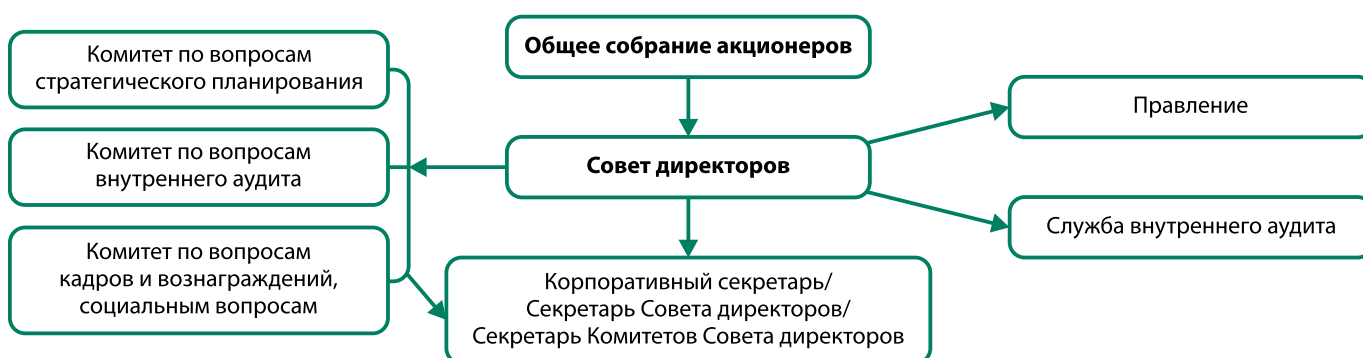 Комитет по вопросам
стратегического планирования
Общее собрание акционеров
Правление
Комитет по вопросам
внутреннего аудита
Совет директоров
Служба внутреннего аудита
Комитет по вопросам
кадров и вознаграждений,
социальным вопросам
Корпоративный секретарь/
Секретарь Совета директоров/
Секретарь Комитетов Совета директоров